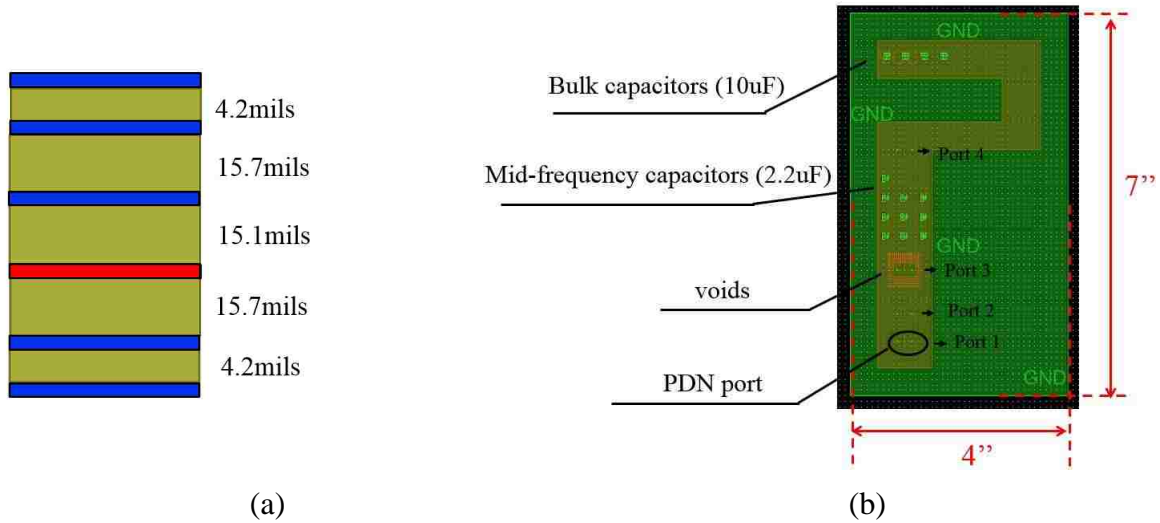 4.2mils
15.7mils
15.1mils
15.7mils
4.2mils
(a)
GND
Bulk capacitors (10uF)
GND
Port 4
Mid-frequency capacitors (2.2uF)
7’’
GND
Port 3
voids
Port 2
Port 1
PDN port
GND
4’’
(b)